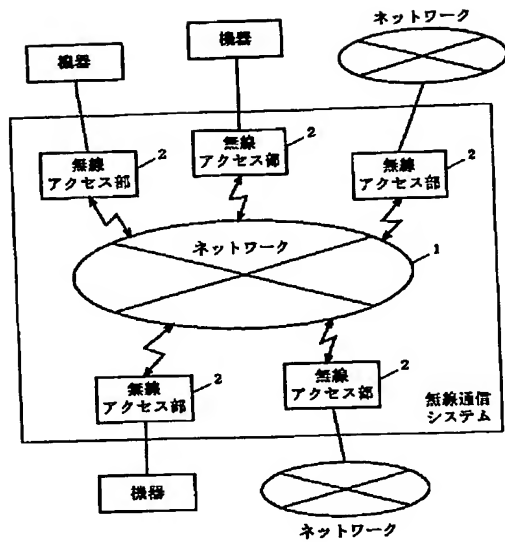 ネットワーク
機器
機器
無線
アクセス部
2
無線
アクセス部
2
無線
アクセス部
2
ネットワーク
1
無線
アクセス部
2
無線
アクセス部
2
無線通信
システム
機器
ネットワーク